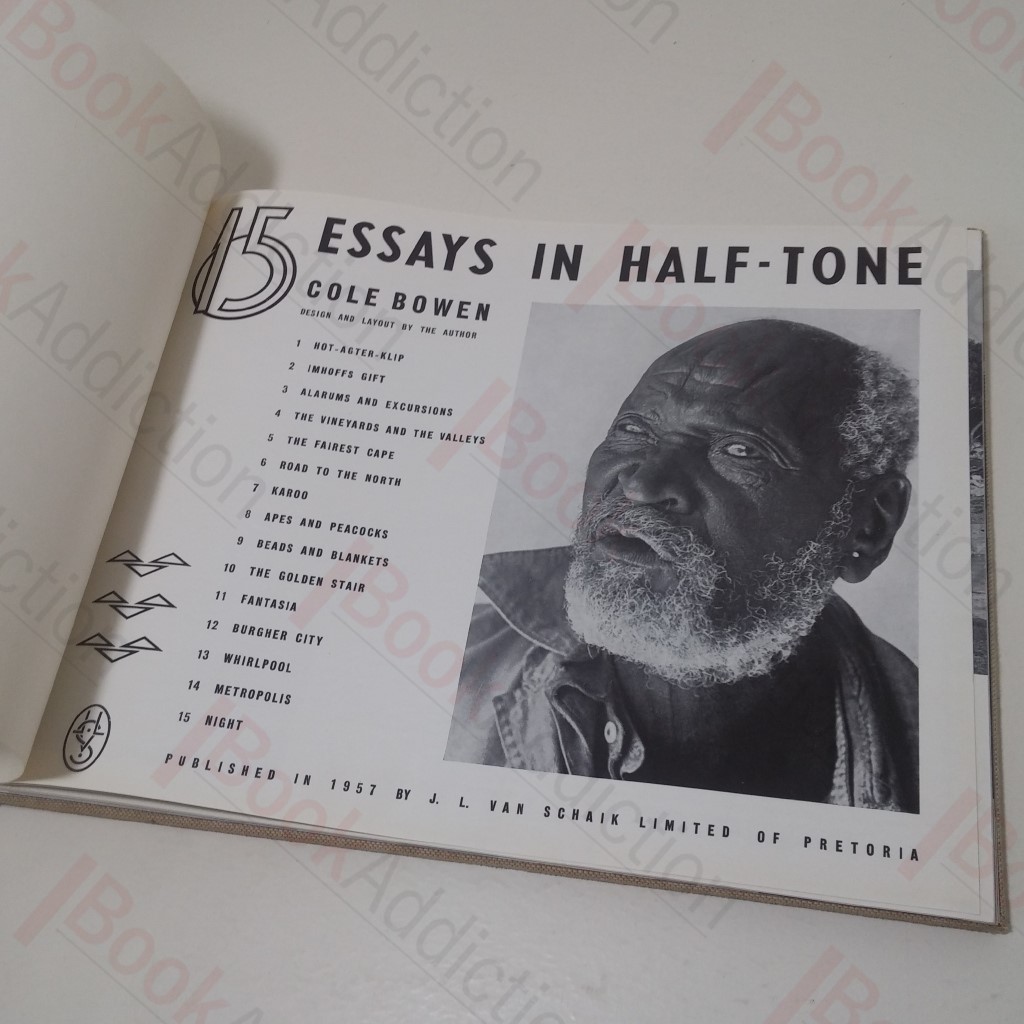 15 ESSAYS IN HALF-TONE
COLE BOWEN
DESIGN AND LAYOUT BY THE AUTHOR
1 HOT-AGTER-KLIP
2 IMHOFFS GIFT
3 ALARUMS AND EXCURSIONS
4 THE VINEYARDS AND THE VALLEYS
5 THE FAIREST CAPE
6 ROAD TO THE NORTH
7 KAROO
8 APES AND PEACOCKS
9 BEADS AND BLANKETS
10 THE GOLDEN STAIR
11 FANTASIA
12 BURGHER CITY
13 WHIRLPOOL
14 METROPOLIS
15 NIGHT
PUBLISHED IN 1957 BY J. L. VAN SCHAIK LIMITED OF PRETORIA
BookAddiction